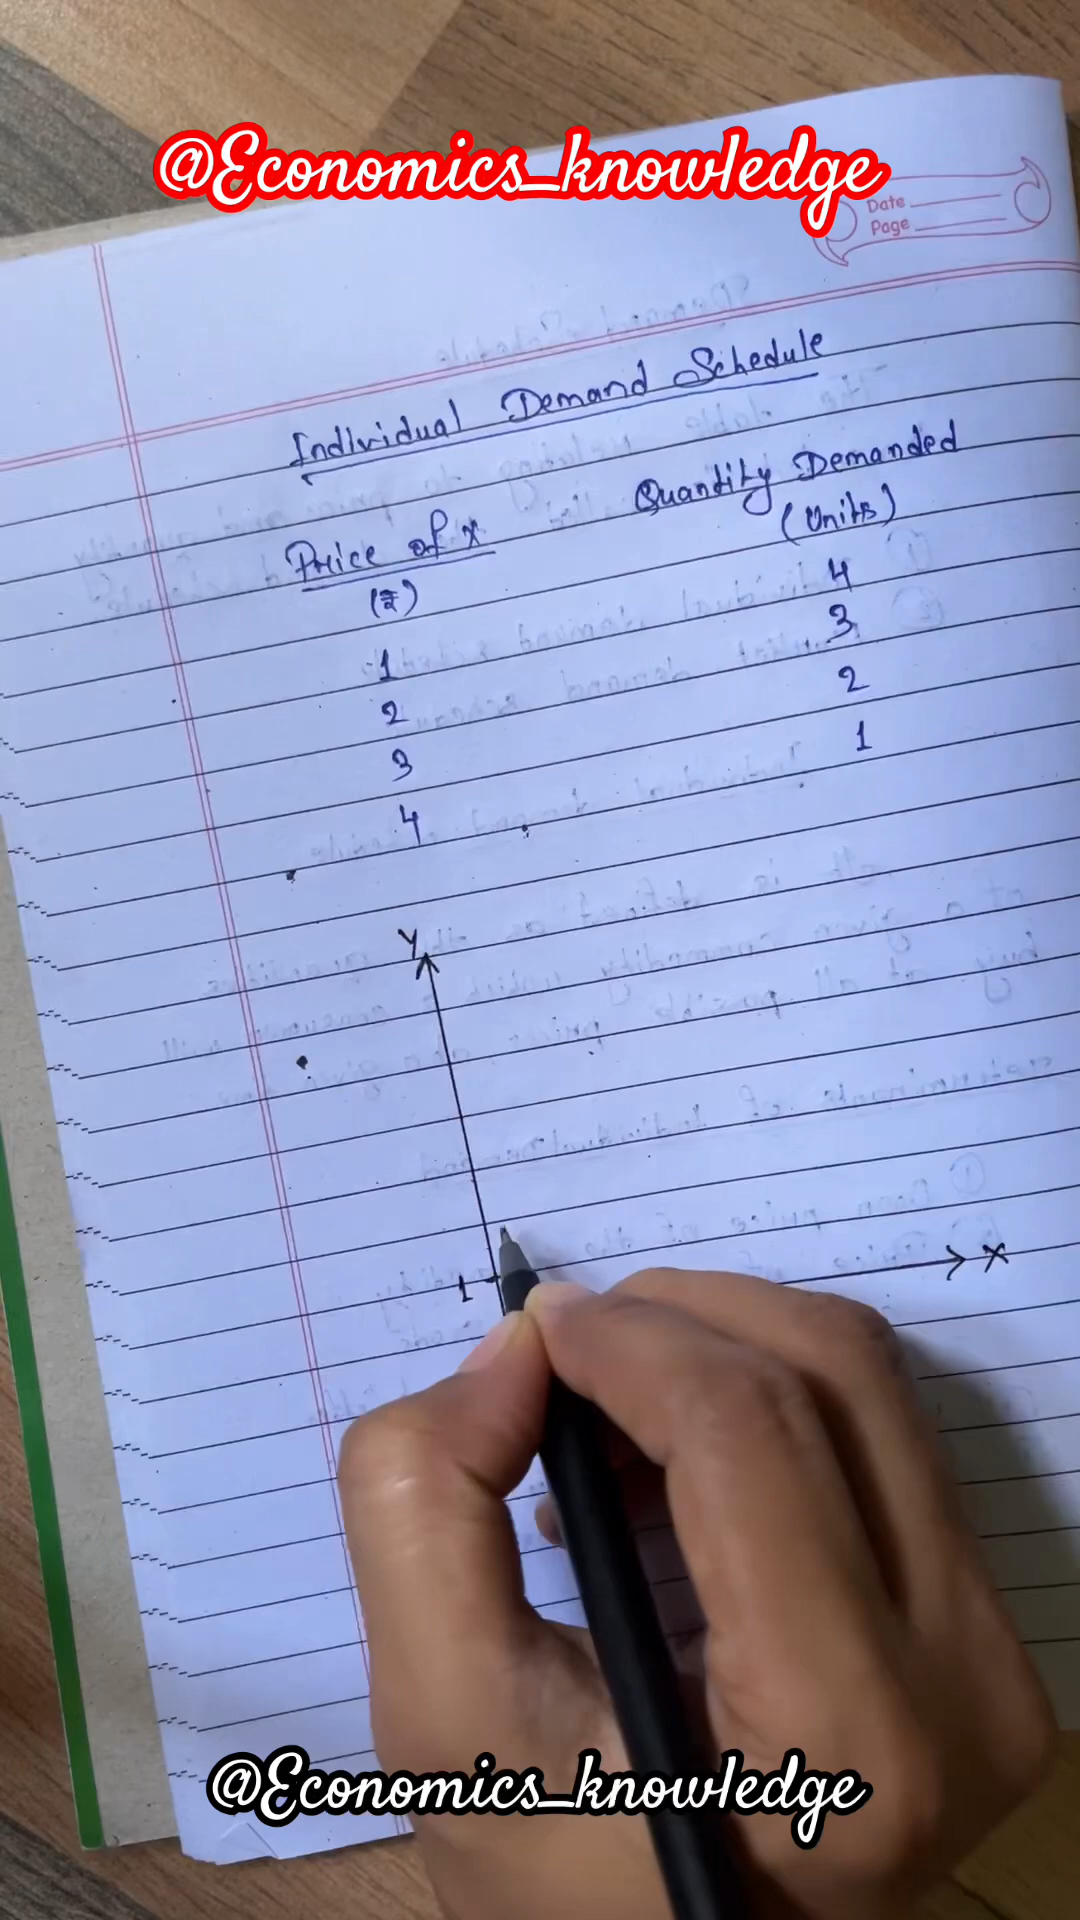 @Economics_knowledge
Date
Page
Individual Demand Schedule
Price of x Quantity Demanded
(₹) (Units)
1 4
2 3
3 2
4 1
Y
1
X
@Economics_knowledge